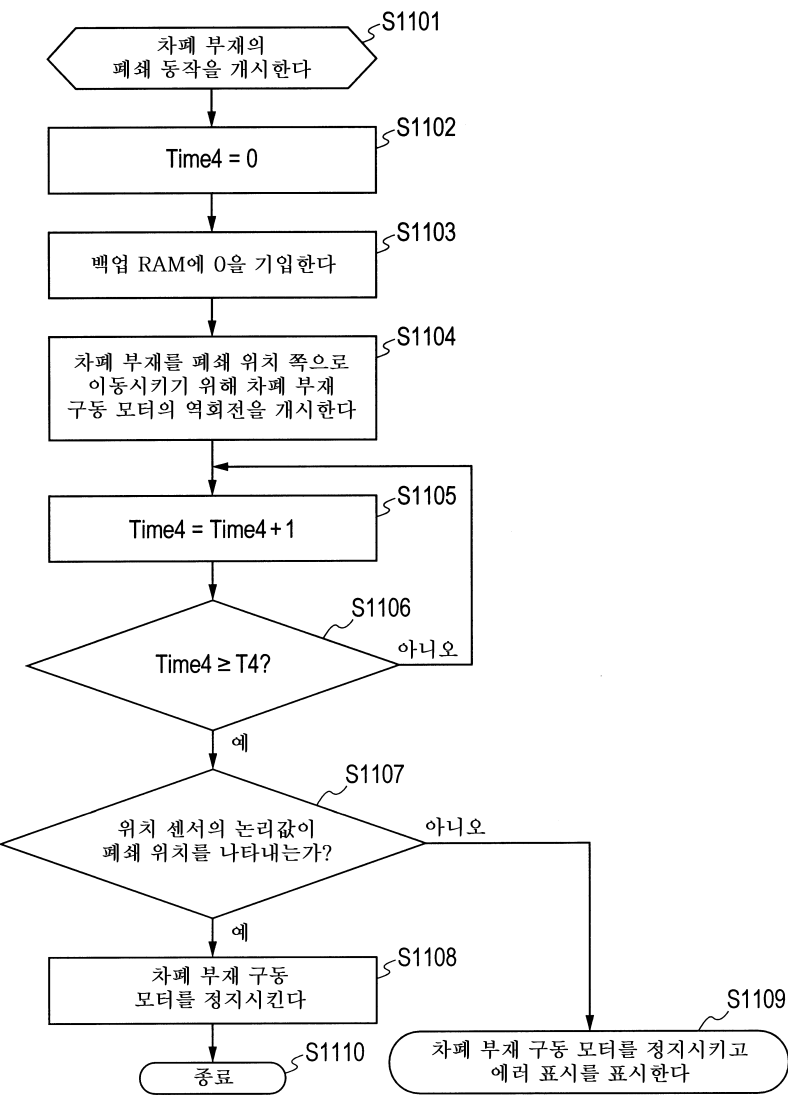 S1101
차폐 부재의
폐쇄 동작을 개시한다
S1102
Time4 = 0
S1103
백업 RAM에 0을 기입한다
S1104
차폐 부재를 폐쇄 위치 쪽으로
이동시키기 위해 차폐 부재
구동 모터의 역회전을 개시한다
S1105
Time4 = Time4+1
S1106
Time4 ≥ T4?
아니오
예
S1107
위치 센서의 논리값이
폐쇄 위치를 나타내는가?
아니오
예
S1108
차폐 부재 구동
모터를 정지시킨다
S1109
차폐 부재 구동 모터를 정지시키고
에러 표시를 표시한다
S1110
종료